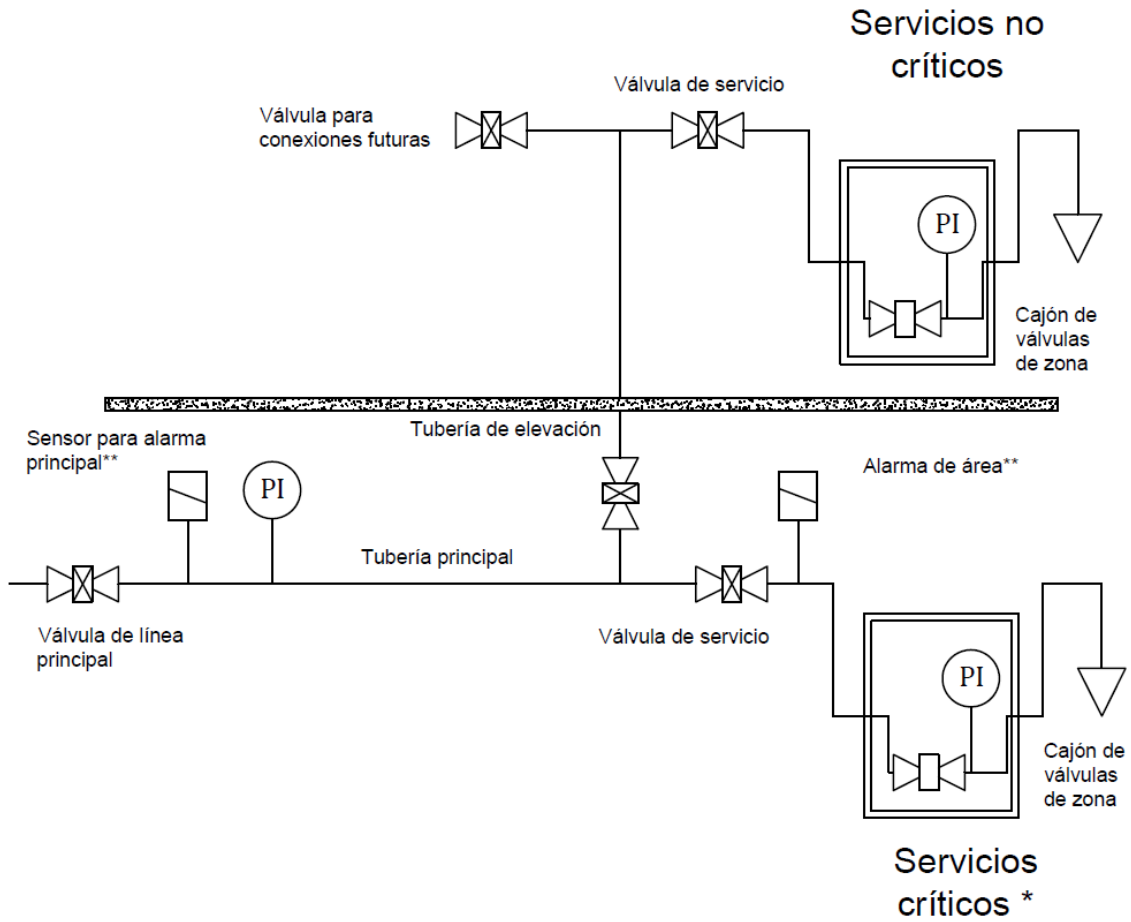 Servicios no
críticos
Válvula de servicio
Válvula para
conexiones futuras
PI
Cajón de
válvulas
de zona
Tubería de elevación
Sensor para alarma
principal**
PI
Alarma de área**
Tubería principal
Válvula de línea
principal
Válvula de servicio
PI
Cajón de
válvulas
de zona
Servicios
críticos *